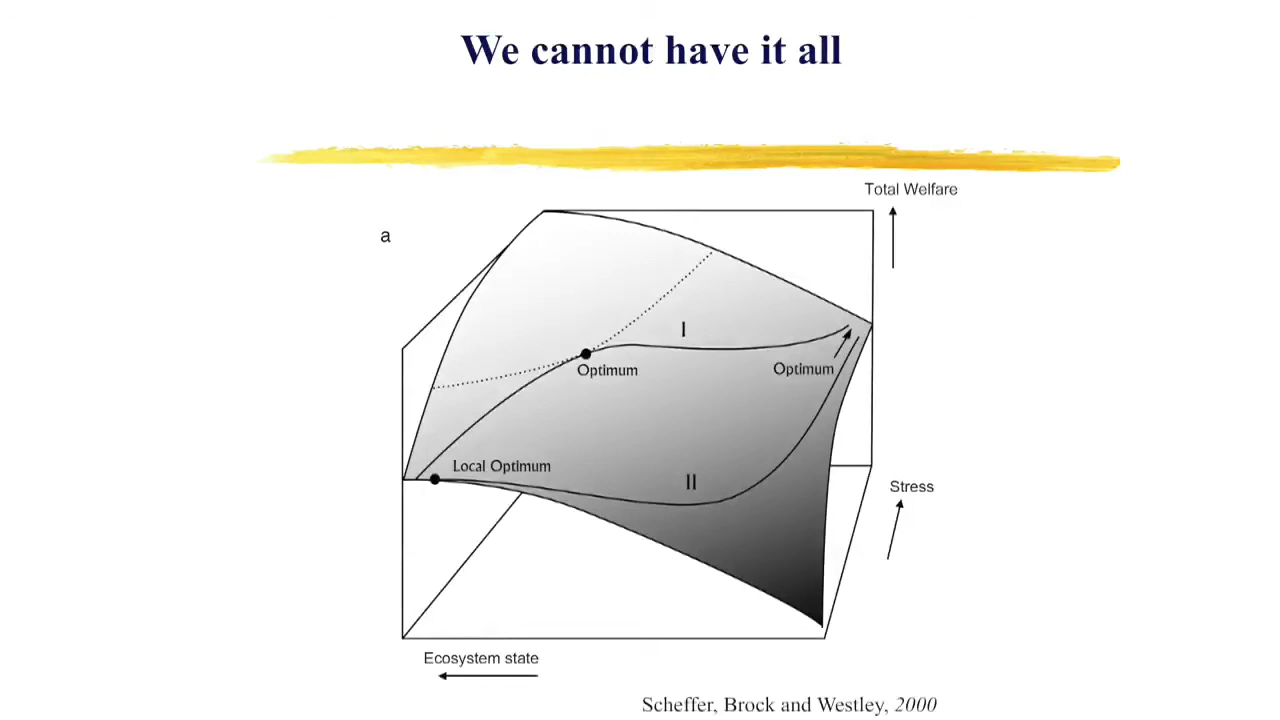 We cannot have it all
Total Welfare
a
I
Optimum
Optimum
Local Optimum
II
Stress
Ecosystem state
Scheffer, Brock and Westley, 2000